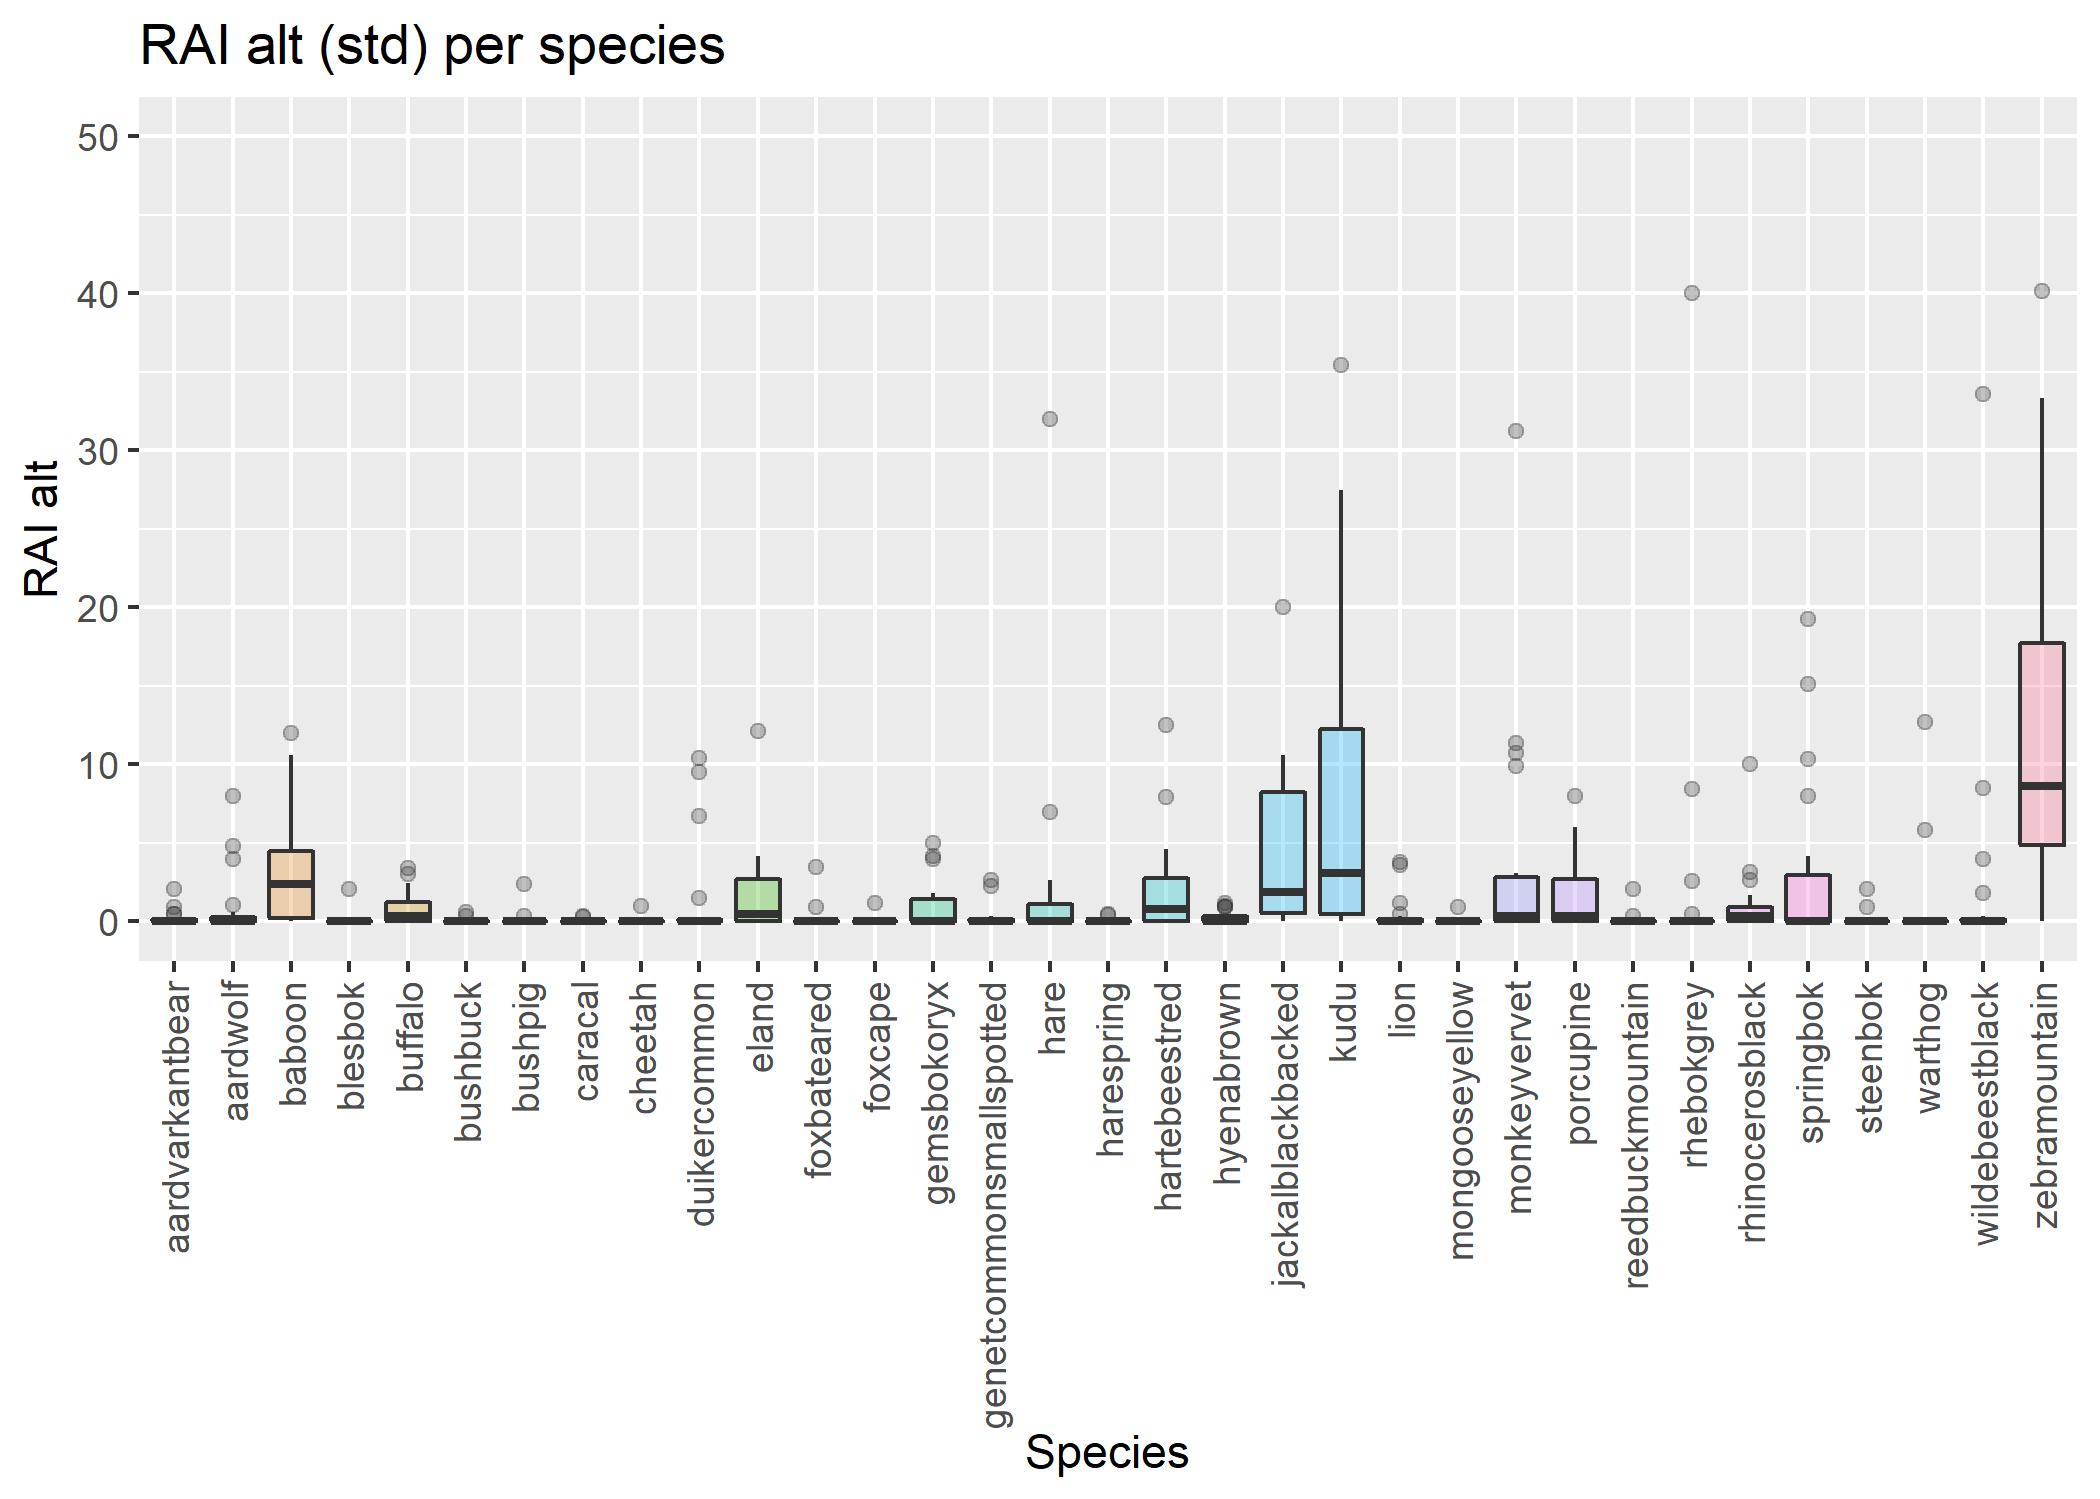 RAI alt (std) per species
RAI alt
50
40
30
20
10
0
aardvarkantbear
aardwolf
baboon
blesbok
buffalo
bushbuck
bushpig
caracal
cheetah
duikercommon
eland
foxbateared
foxcape
gemsbokoryx
genetcommonsmallspotted
hare
harespring
hartebeestred
hyenabrown
jackalblackbacked
kudu
lion
mongooseyellow
monkeyvervet
porcupine
reedbuckmountain
rhebokgrey
rhinocerosblack
springbok
steenbok
warthog
wildebeestblack
zebramountain
Species